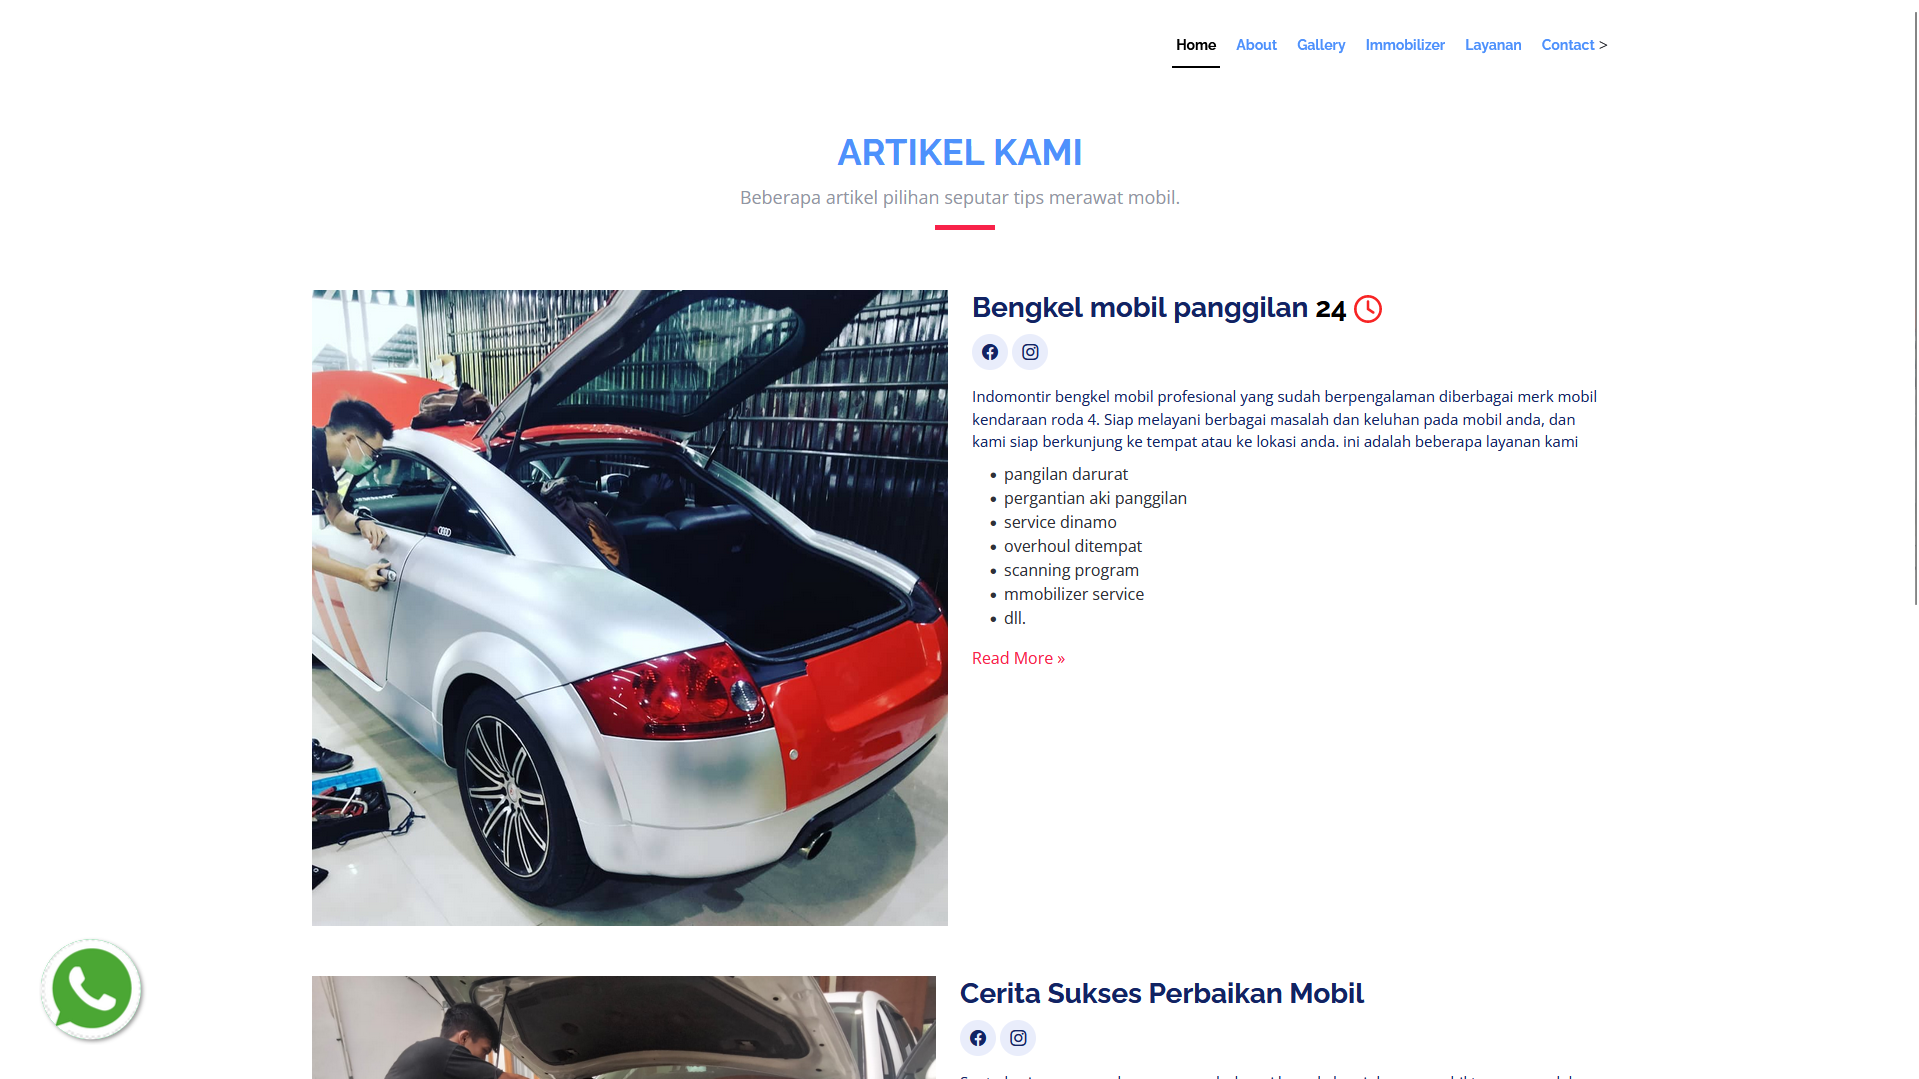 Home About Gallery Immobilizer Layanan Contact >
ARTIKEL KAMI
Beberapa artikel pilihan seputar tips merawat mobil.
Bengkel mobil panggilan 24
Indomontir bengkel mobil profesional yang sudah berpengalaman diberbagai merk mobil
kendaraan roda 4. Siap melayani berbagai masalah dan keluhan pada mobil anda, dan
kami siap berkunjung ke tempat atau ke lokasi anda. ini adalah beberapa layanan kami
• pangilan darurat
• pergantian aki panggilan
• service dinamo
• overhoul ditempat
• scanning program
• mmobilizer service
• dll.
Read More »
Cerita Sukses Perbaikan Mobil